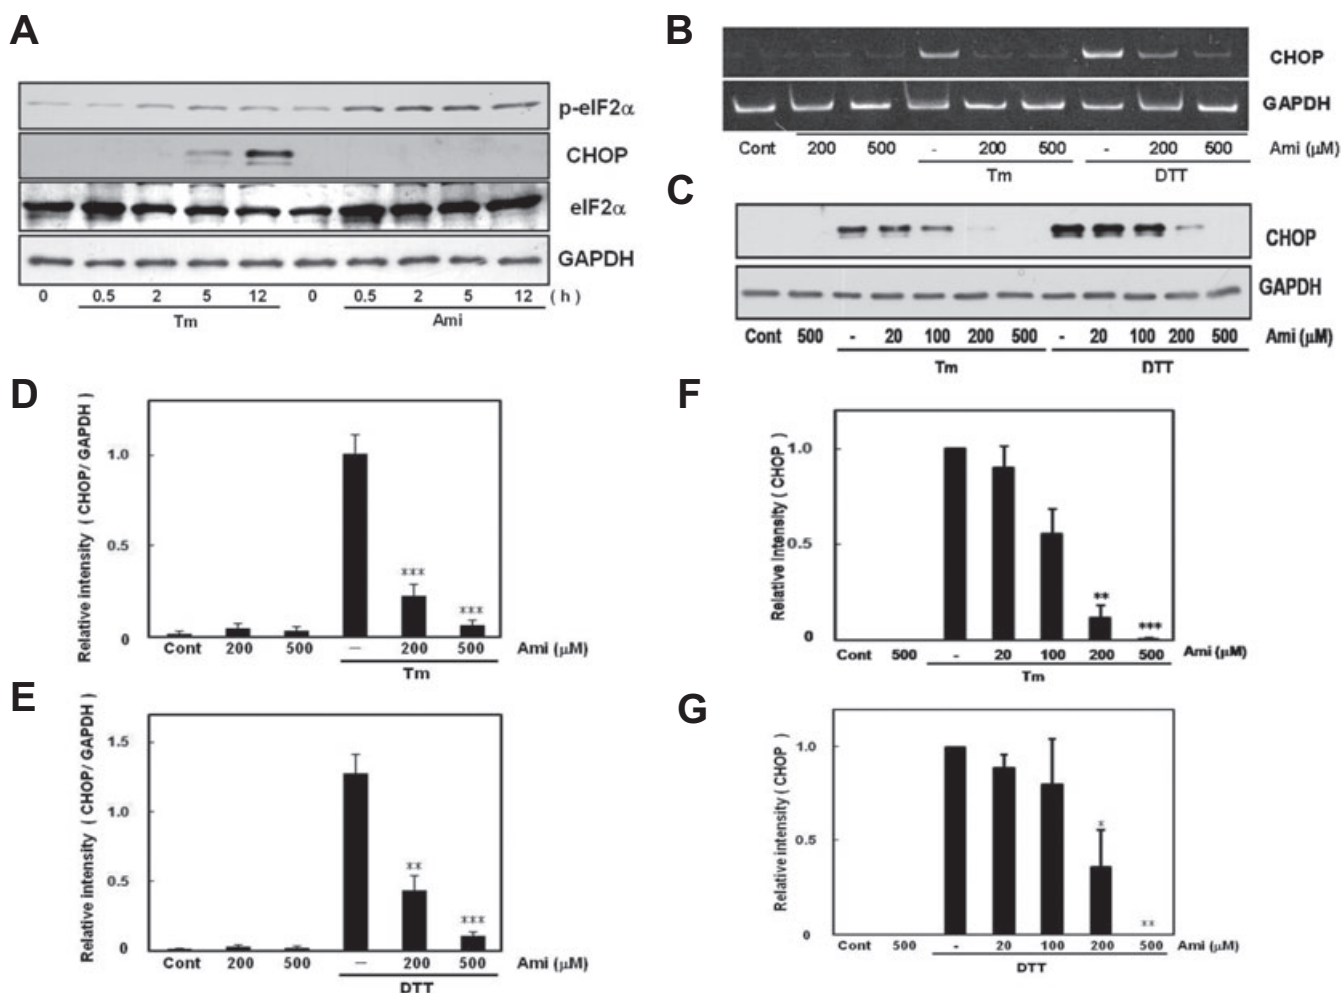 A
p-eIF2α
CHOP
eIF2α
GAPDH
0 0.5 2 5 12 0 0.5 2 5 12 ( h )
Tm Ami
B
CHOP
GAPDH
Cont 200 500 - 200 500 - 200 500 Ami (μM)
Tm DTT
C
CHOP
GAPDH
Cont 500 - 20 100 200 500 - 20 100 200 500 Ami (μM)
Tm DTT
D
Relative intensity ( CHOP/ GAPDH )
1.0
0.5
0
*** ***
Cont 200 500 — 200 500 Ami (μM)
Tm
E
Relative intensity ( CHOP/ GAPDH )
1.5
1.0
0.5
0
** ***
Cont 200 500 — 200 500 Ami (μM)
DTT
F
Relative Intensity ( CHOP )
1.0
0.5
0
** ***
Cont 500 - 20 100 200 500 Ami (μM)
Tm
G
Relative intensity ( CHOP )
1.0
0.5
0
* **
Cont 500 - 20 100 200 500 Ami (μM)
DTT